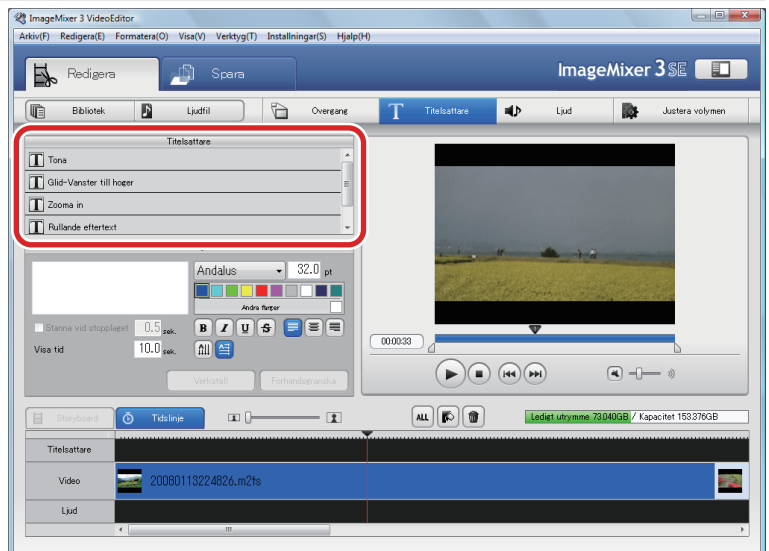 ImageMixer 3 VideoEditor
Arkiv(F) Redigera(E) Formatera(O) Visa(V) Verktyg(T) Installningar(S) Hjalp(H)
Redigera Spara ImageMixer 3 SE
Bibliotek Ljudfil Overgang T Titelsattare Ljud Justera volymen
Titelsattare
T Tona
T Glid-Vanster till hoger
T Zooma in
T Rullande eftertext
Andalus 32.0 pt
Andra farger
Stanna vid stopplaget 0.5 sek. B I U S
Visa tid 10.0 sek.
00:00:33
Verkstall Forhandsgranska
Storyboard Tidslinje ALL Ledigt utrymme 73.040GB / Kapacitet 153.376GB
Titelsattare
Video 20080113224826.m2ts
Ljud